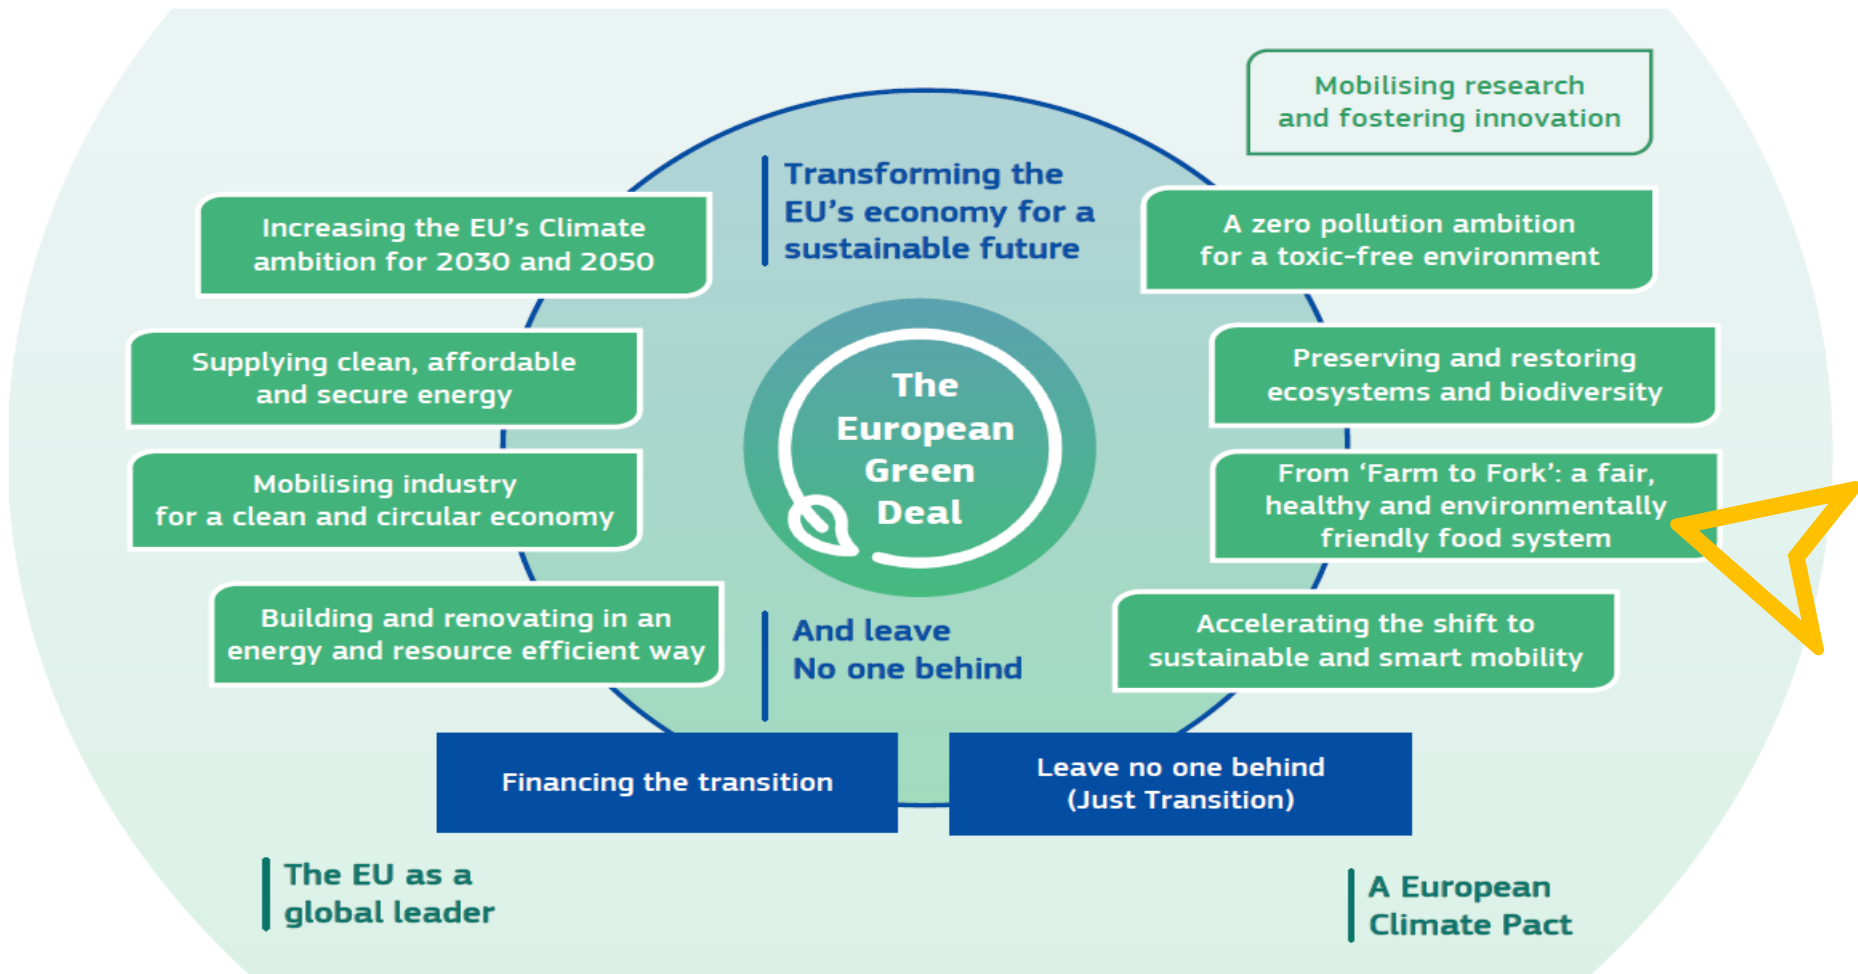 Mobilising research
and fostering innovation
Transforming the
EU’s economy for a
sustainable future
Increasing the EU’s Climate
ambition for 2030 and 2050
A zero pollution ambition
for a toxic-free environment
Supplying clean, affordable
and secure energy
Preserving and restoring
ecosystems and biodiversity
The
European
Green
Deal
Mobilising industry
for a clean and circular economy
From ‘Farm to Fork’: a fair,
healthy and environmentally
friendly food system
Building and renovating in an
energy and resource efficient way
And leave
No one behind
Accelerating the shift to
sustainable and smart mobility
Financing the transition
Leave no one behind
(Just Transition)
The EU as a
global leader
A European
Climate Pact